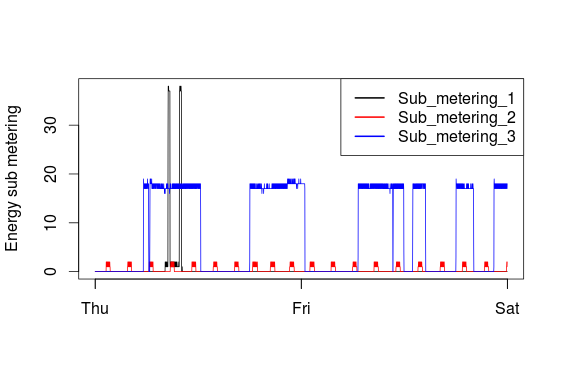 Sub_metering_1
Sub_metering_2
Sub_metering_3
Energy sub metering
30
20
10
0
Thu
Fri
Sat